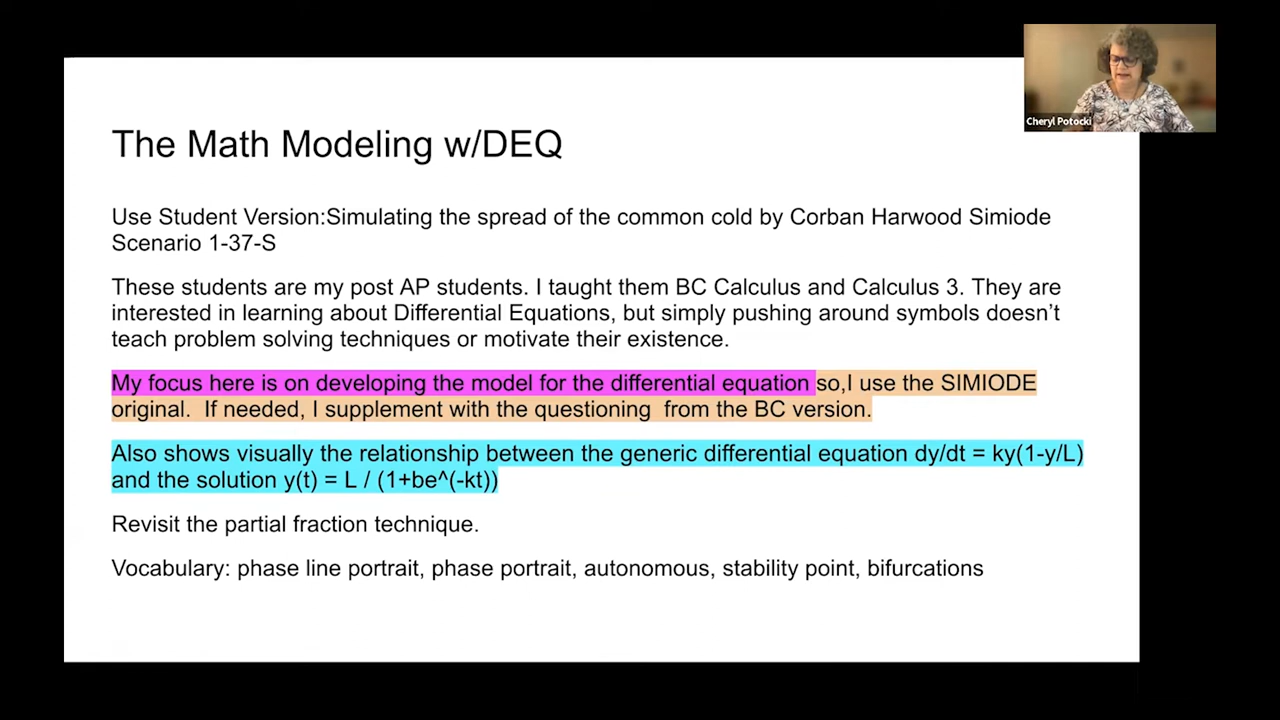 Cheryl Potocki
The Math Modeling w/DEQ
Use Student Version:Simulating the spread of the common cold by Corban Harwood Simiode
Scenario 1-37-S
These students are my post AP students. I taught them BC Calculus and Calculus 3. They are
interested in learning about Differential Equations, but simply pushing around symbols doesn’t
teach problem solving techniques or motivate their existence.
My focus here is on developing the model for the differential equation so,I use the SIMIODE
original.  If needed, I supplement with the questioning  from the BC version.
Also shows visually the relationship between the generic differential equation dy/dt = ky(1-y/L)
and the solution y(t) = L / (1+be^(-kt))
Revisit the partial fraction technique.
Vocabulary: phase line portrait, phase portrait, autonomous, stability point, bifurcations